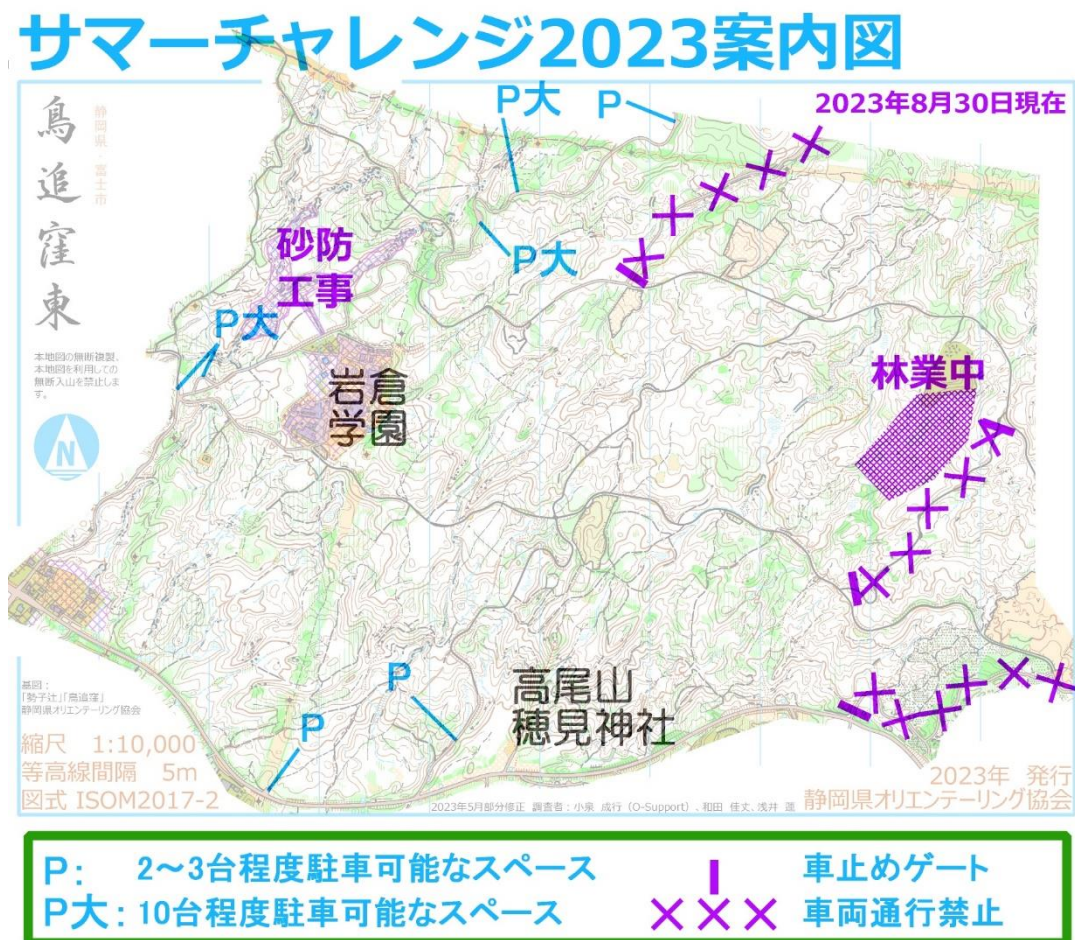 サマーチャレンジ2023案内図
2023年8月30日現在
鳥追窪東
静岡県・富士市
P大
P
P大
砂防
工事
P大
本地図の無断複製、
本地図を利用しての
無断入山を禁止しま
す。
N
岩倉
学園
林業中
P
P
高尾山
穂見神社
基図：
「勢子辻」「鳥追窪」
静岡県オリエンテーリング協会
縮尺 1:10,000
等高線間隔 5m
図式 ISOM2017-2
2023年5月部分修正 調査者：小泉 成行（O-Support）、和田 佳丈、浅井 
2023年 発行
静岡県オリエンテーリング協会
P: 2～3台程度駐車可能なスペース
P大: 10台程度駐車可能なスペース
車止めゲート
車両通行禁止